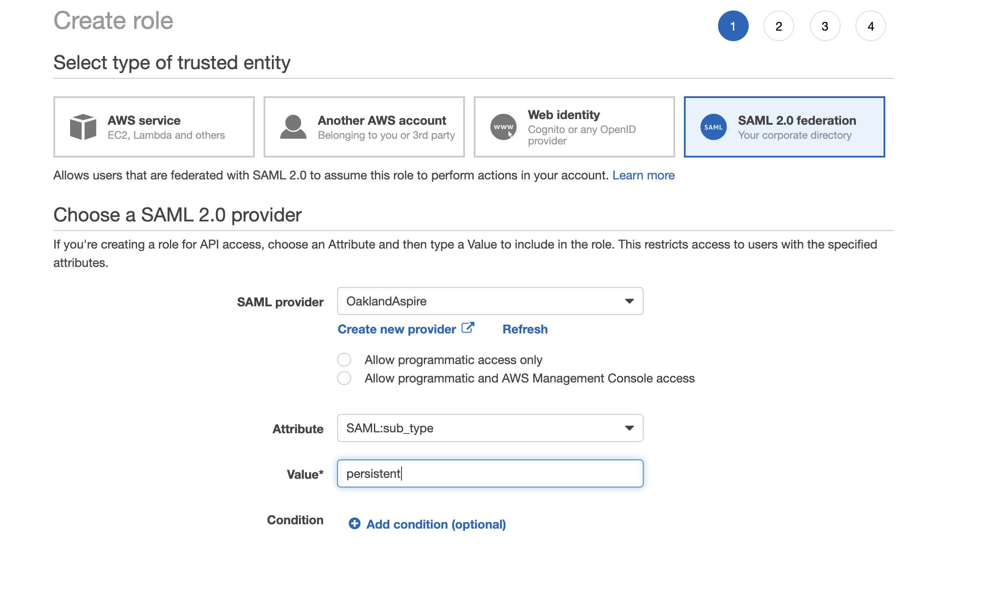 Create role
1 2 3 4
Select type of trusted entity
AWS service
EC2, Lambda and others
Another AWS account
Belonging to you or 3rd party
www
Web identity
Cognito or any OpenID
provider
SAML
SAML 2.0 federation
Your corporate directory
Allows users that are federated with SAML 2.0 to assume this role to perform actions in your account. Learn more
Choose a SAML 2.0 provider
If you're creating a role for API access, choose an Attribute and then type a Value to include in the role. This restricts access to users with the specified
attributes.
SAML provider OaklandAspire
Create new provider Refresh
Allow programmatic access only
Allow programmatic and AWS Management Console access
Attribute SAML:sub_type
Value* persistent
Condition Add condition (optional)